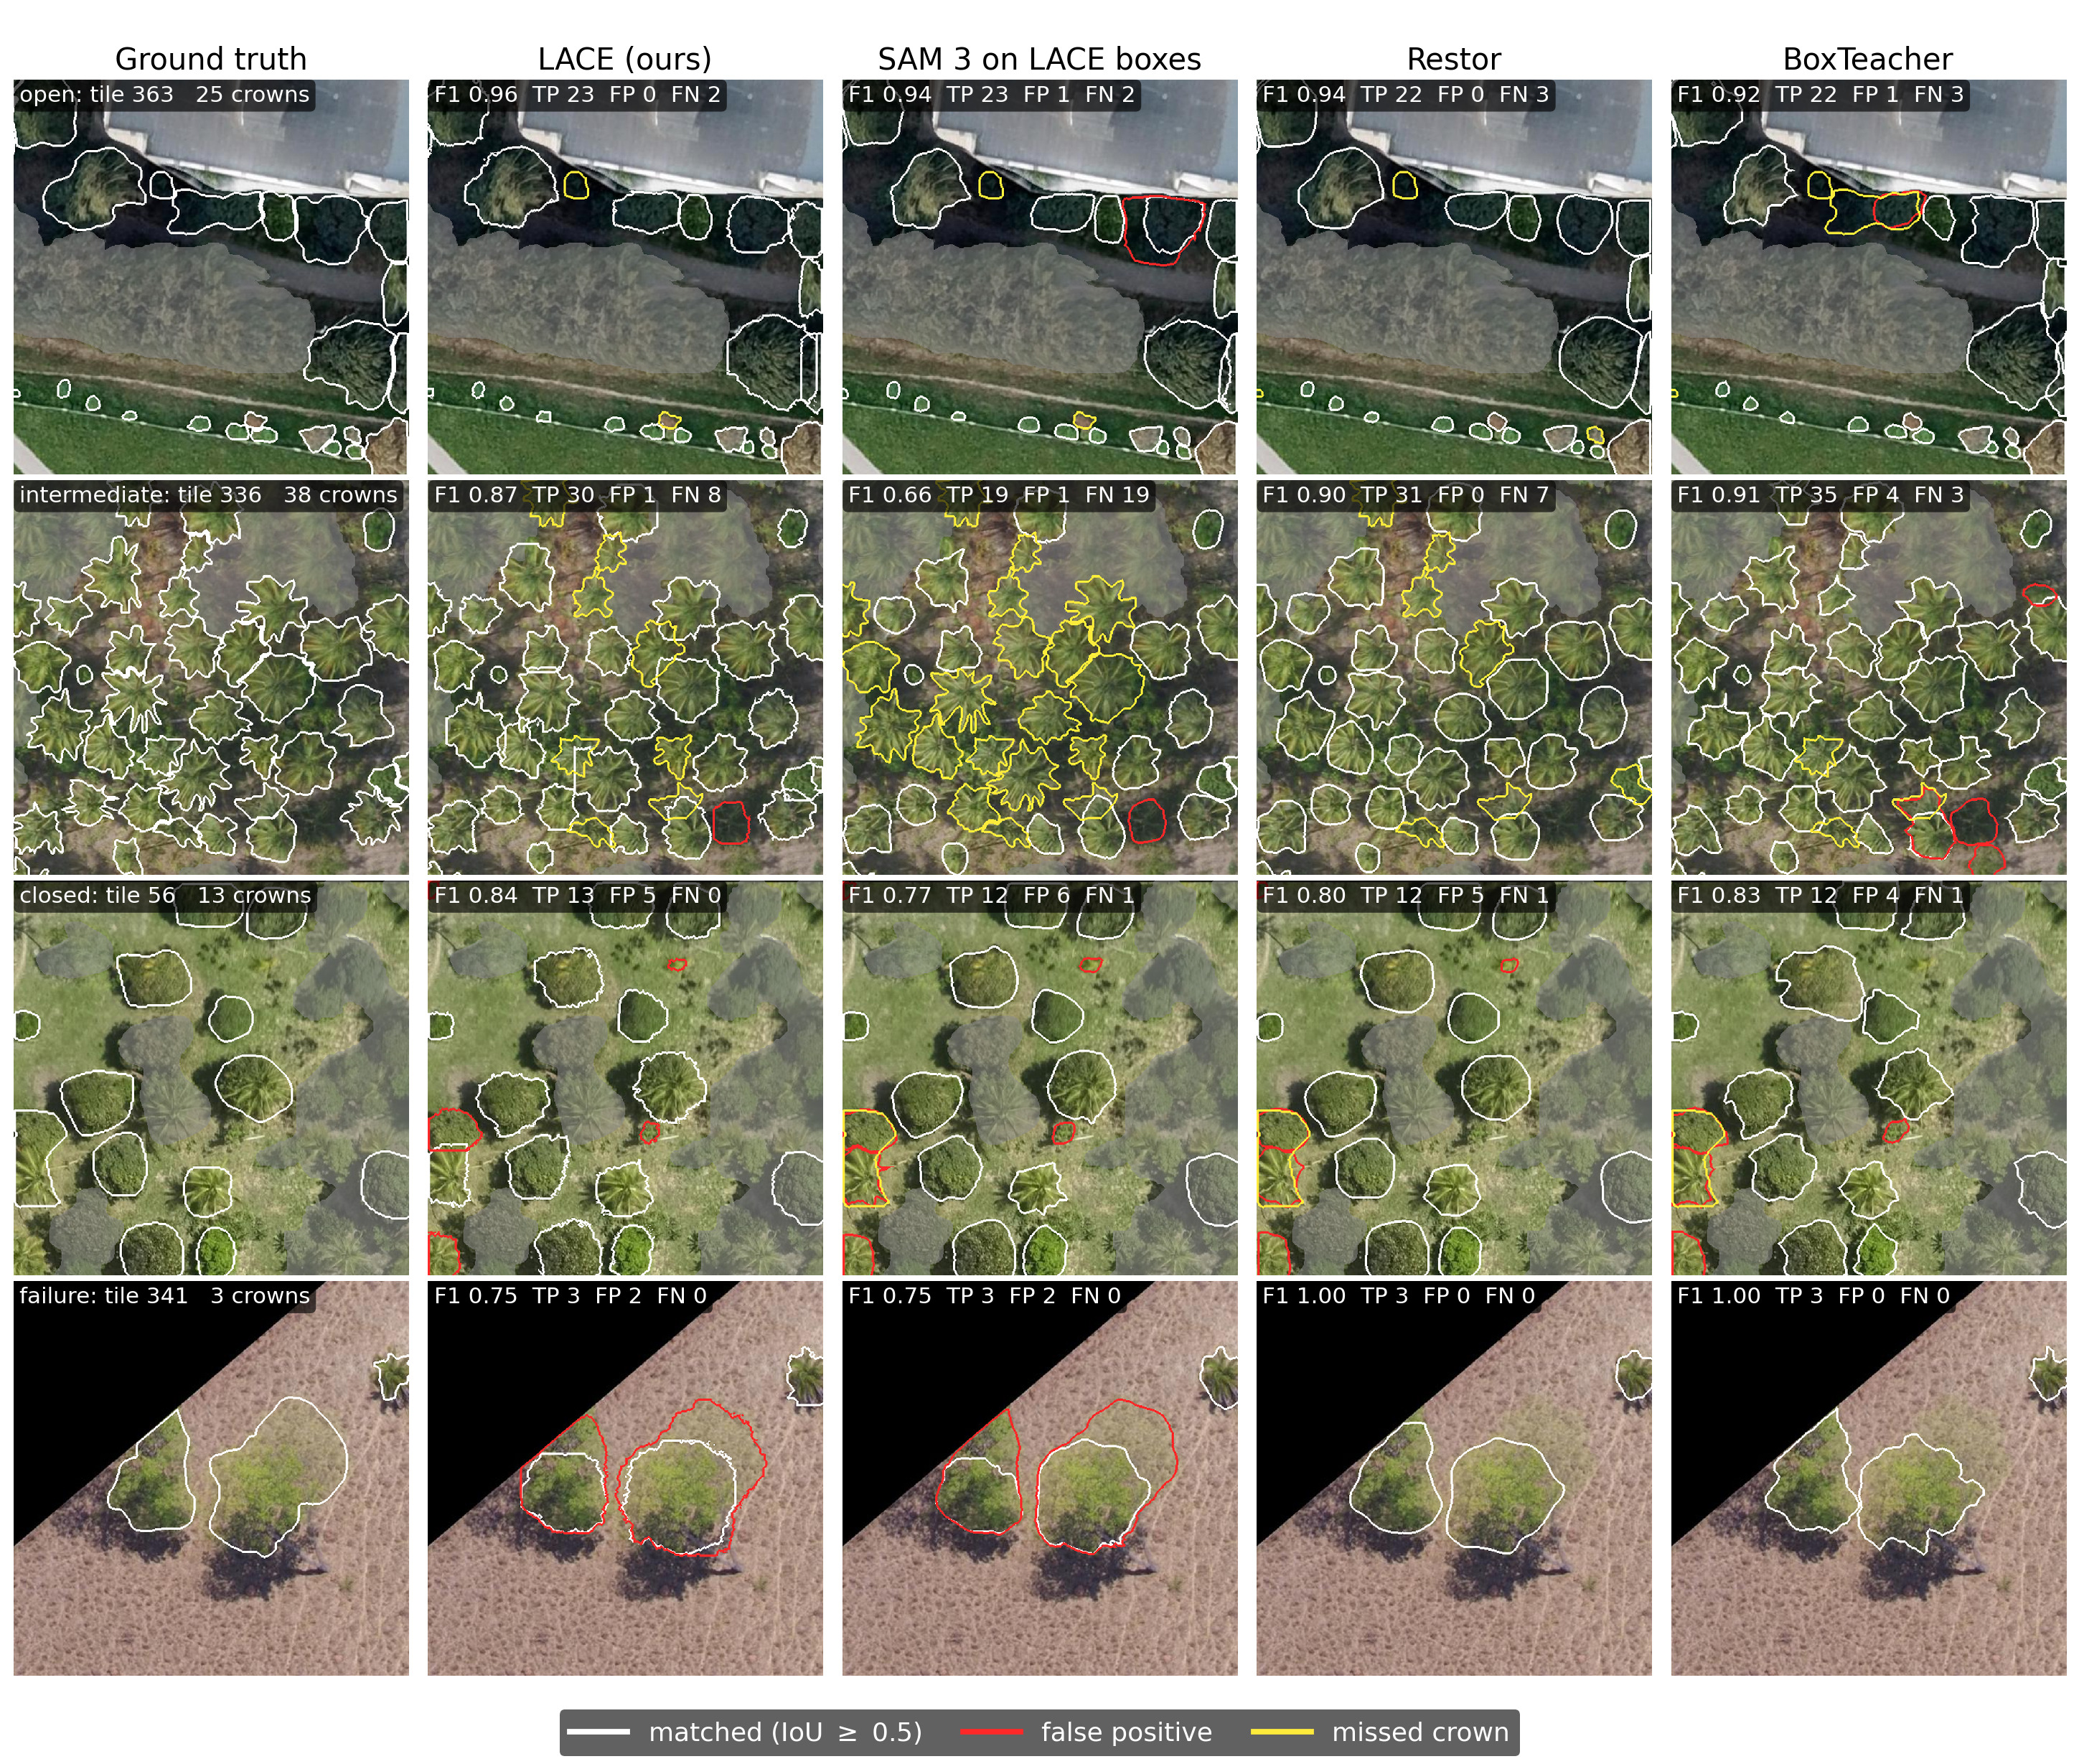 Ground truth
LACE (ours)
SAM 3 on LACE boxes
Restor
BoxTeacher
open: tile 363 25 crowns
F1 0.96 TP 23 FP 0 FN 2
F1 0.94 TP 23 FP 1 FN 2
F1 0.94 TP 22 FP 0 FN 3
F1 0.92 TP 22 FP 1 FN 3
intermediate: tile 336 38 crowns
F1 0.87 TP 30 FP 1 FN 8
F1 0.66 TP 19 FP 1 FN 19
F1 0.90 TP 31 FP 0 FN 7
F1 0.91 TP 35 FP 4 FN 3
closed: tile 56 13 crowns
F1 0.84 TP 13 FP 5 FN 0
F1 0.77 TP 12 FP 6 FN 1
F1 0.80 TP 12 FP 5 FN 1
F1 0.83 TP 12 FP 4 FN 1
failure: tile 341 3 crowns
F1 0.75 TP 3 FP 2 FN 0
F1 0.75 TP 3 FP 2 FN 0
F1 1.00 TP 3 FP 0 FN 0
F1 1.00 TP 3 FP 0 FN 0
matched (IoU ≥ 0.5)
false positive
missed crown